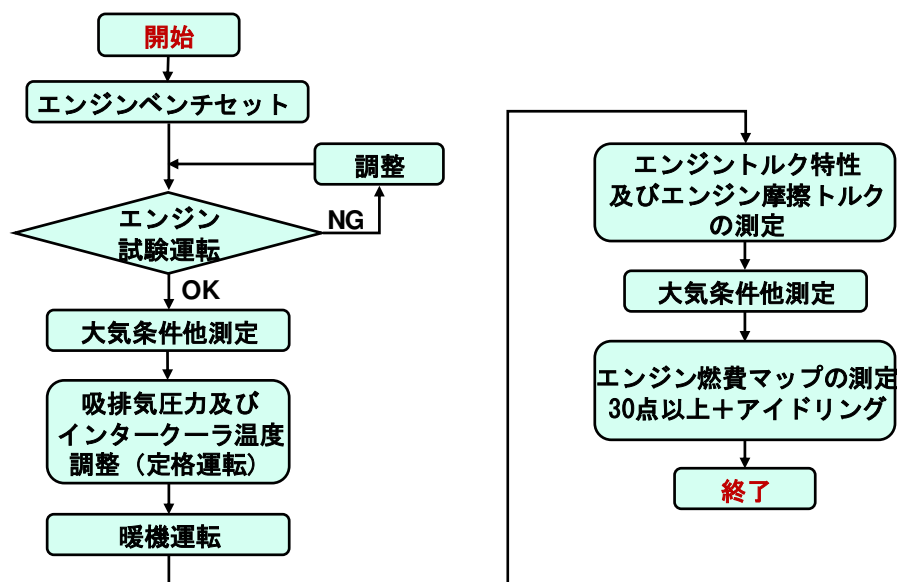 開始
エンジンベンチセット
調整
エンジン
試験運転
NG
OK
大気条件他測定
吸排気圧力及び
インタークーラ温度
調整（定格運転）
暖機運転
エンジントルク特性
及びエンジン摩擦トルク
の測定
大気条件他測定
エンジン燃費マップの測定
30点以上＋アイドリング
終了